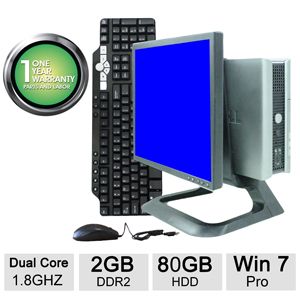 1 ONE
YEAR
WARRANTY
PARTS AND LABOR
Dual Core
1.8GHZ
2GB
DDR2
80GB
HDD
Win 7
Pro